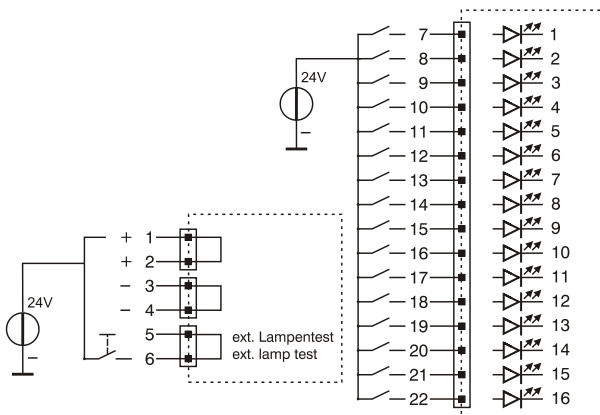 7 1
24V 8 2
9 3
10 4
11 5
12 6
13 7
14 8
15 9
+ 1 16 10
+ 2 17 11
24V − 3 18 12
− 4 19 13
5 ext. Lampentest 20 14
6 ext. lamp test 21 15
22 16